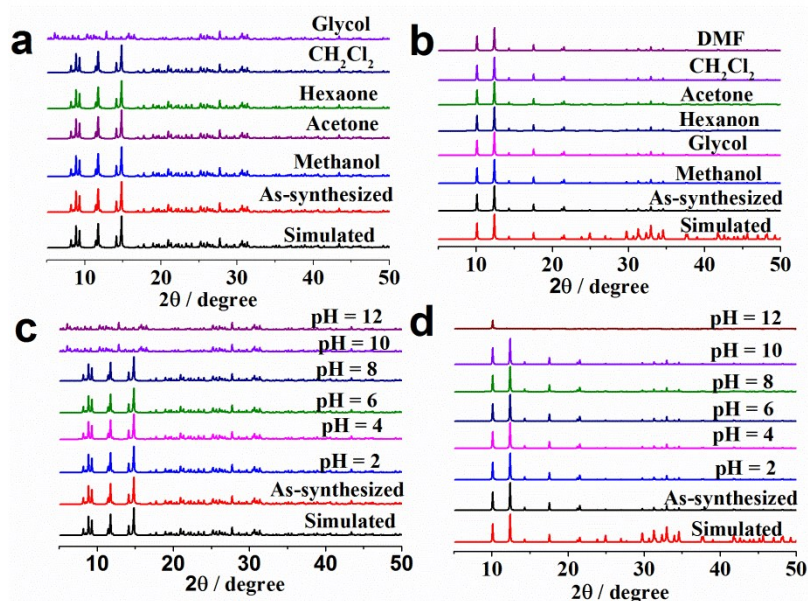 a
Glycol
CH2Cl2
Hexaone
Acetone
Methanol
As-synthesized
Simulated
10 20 30 40 50
2θ / degree
b
DMF
CH2Cl2
Acetone
Hexanon
Glycol
Methanol
As-synthesized
Simulated
10 20 30 40 50
2θ / degree
c
pH = 12
pH = 10
pH = 8
pH = 6
pH = 4
pH = 2
As-synthesized
Simulated
10 20 30 40 50
2θ / degree
d
pH = 12
pH = 10
pH = 8
pH = 6
pH = 4
pH = 2
As-synthesized
Simulated
10 20 30 40 50
2θ / degree